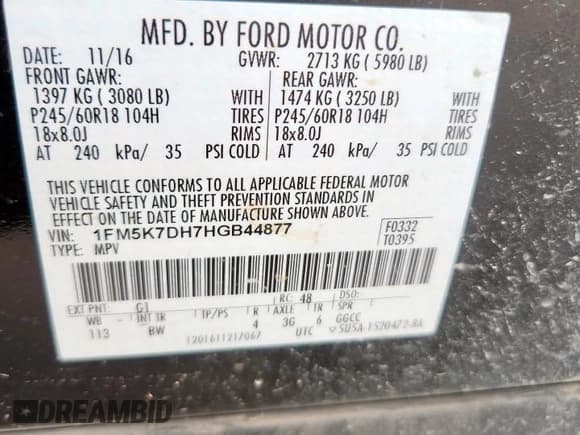 MFD. BY FORD MOTOR CO.
DATE: 11/16 GVWR: 2713 KG ( 5980 LB)
FRONT GAWR: REAR GAWR:
1397 KG ( 3080 LB) WITH 1474 KG ( 3250 LB) WITH
P245/60R18 104H TIRES P245/60R18 104H TIRES
18x8.0J RIMS 18x8.0J RIMS
AT 240 kPa/ 35 PSI COLD AT 240 kPa/ 35 PSI COLD
THIS VEHICLE CONFORMS TO ALL APPLICABLE FEDERAL MOTOR
VEHICLE SAFETY AND THEFT PREVENTION STANDARDS IN
EFFECT ON THE DATE OF MANUFACTURE SHOWN ABOVE.
VIN: 1FM5K7DH7HGB44877 F0332
TYPE: MPV T0395
EXT PNT: G1 RC: 48 DSO:
WB - INT TR TP/PS R AXLE TR SPR
113 BW 4 3G 6 GGCC
1201611217067 UTC 5U5A-1520472-BA
DREAMBID